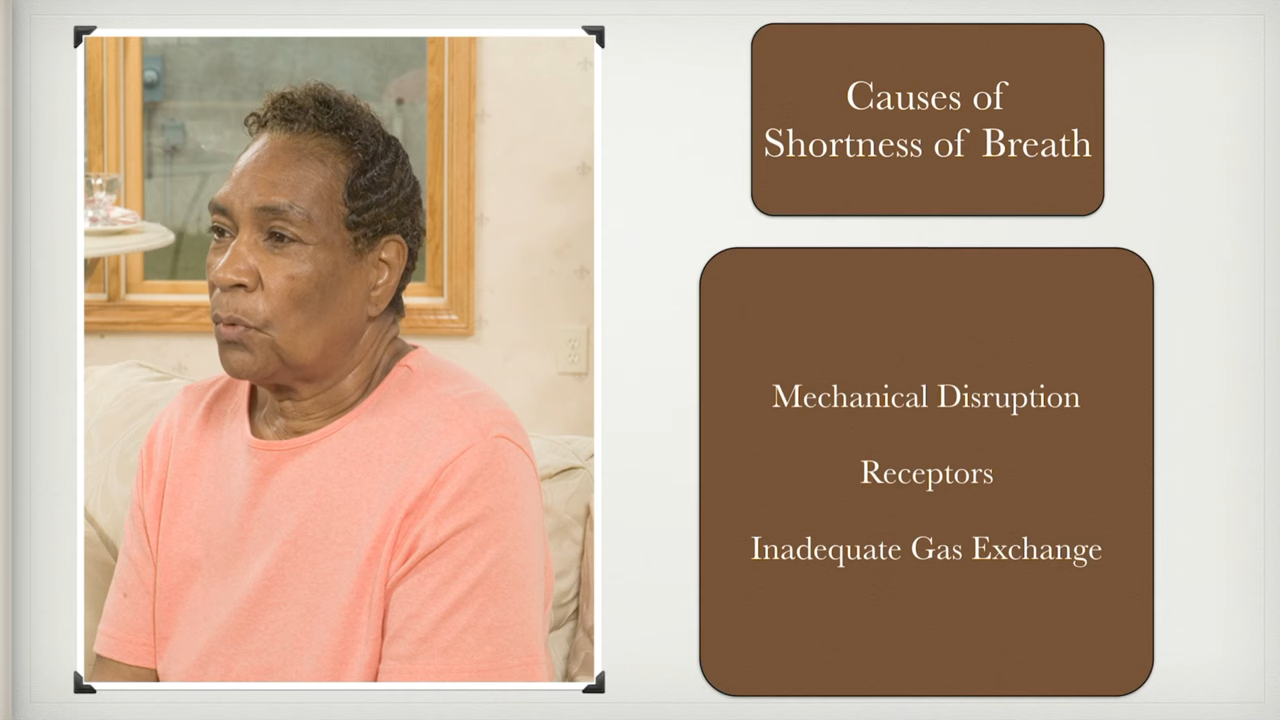 Causes of
Shortness of Breath
Mechanical Disruption
Receptors
Inadequate Gas Exchange